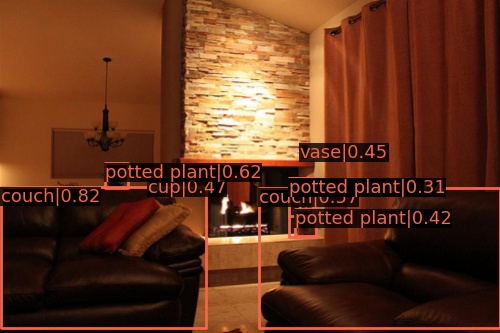 vase|0.45
potted plant|0.62
cup|0.47
potted plant|0.31
couch|0.82
couch|0.57
potted plant|0.42